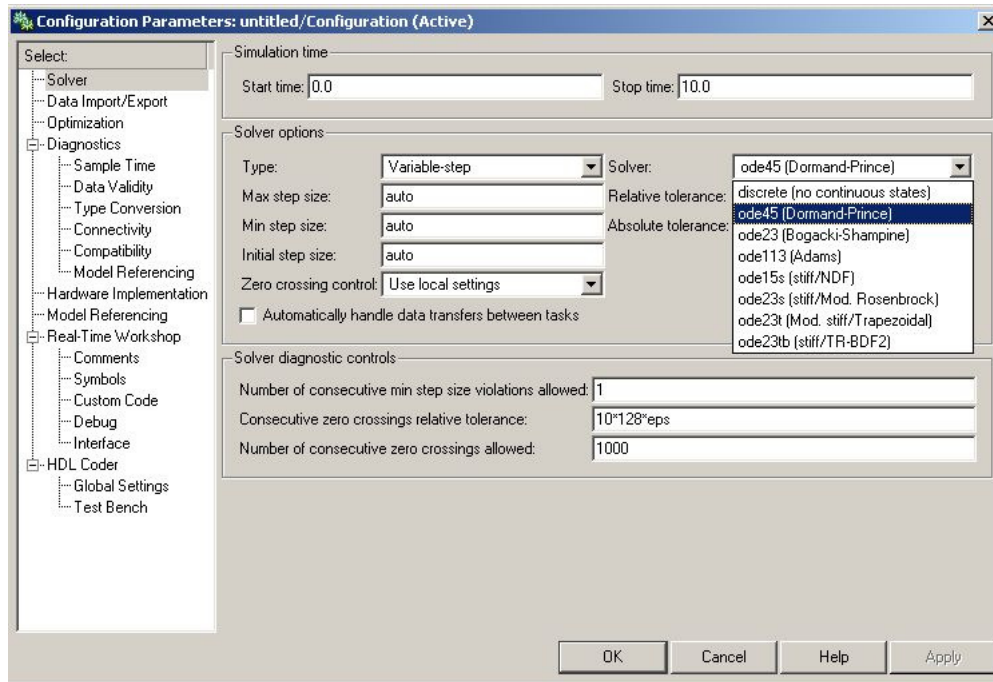 Configuration Parameters: untitled/Configuration (Active)
Select:
Solver
Data Import/Export
Optimization
Diagnostics
Sample Time
Data Validity
Type Conversion
Connectivity
Compatibility
Model Referencing
Hardware Implementation
Model Referencing
Real-Time Workshop
Comments
Symbols
Custom Code
Debug
Interface
HDL Coder
Global Settings
Test Bench
Simulation time
Start time: 0.0 Stop time: 10.0
Solver options
Type: Variable-step Solver: ode45 (Dormand-Prince)
Max step size: auto Relative tolerance:
Min step size: auto Absolute tolerance:
Initial step size: auto
Zero crossing control: Use local settings
Automatically handle data transfers between tasks
discrete (no continuous states)
ode45 (Dormand-Prince)
ode23 (Bogacki-Shampine)
ode113 (Adams)
ode15s (stiff/NDF)
ode23s (stiff/Mod. Rosenbrock)
ode23t (Mod. stiff/Trapezoidal)
ode23tb (stiff/TR-BDF2)
Solver diagnostic controls
Number of consecutive min step size violations allowed: 1
Consecutive zero crossings relative tolerance: 10*128*eps
Number of consecutive zero crossings allowed: 1000
OK Cancel Help Apply